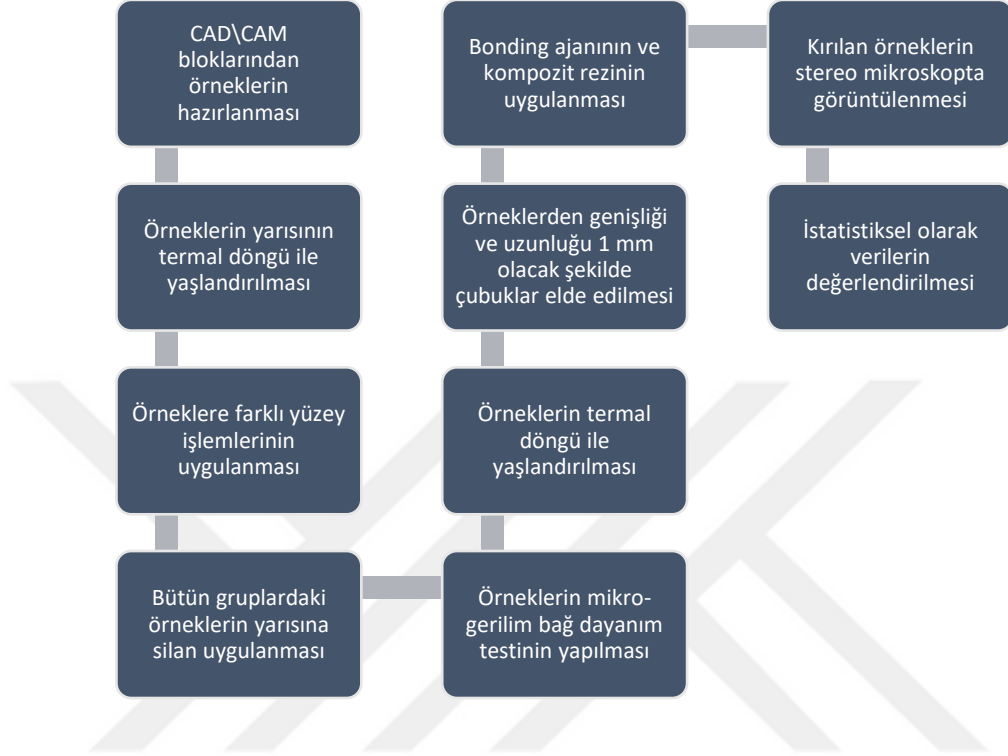 CAD\CAM
bloklarından
örneklerin
hazırlanması
Örneklerin yarısının
termal döngü ile
yaşlandırılması
Örneklere farklı yüzey
işlemlerinin
uygulanması
Bütün gruplardaki
örneklerin yarısına
silan uygulanması
Bonding ajanının ve
kompozit rezinin
uygulanması
Örneklerden genişliği
ve uzunluğu 1 mm
olacak şekilde
çubuklar elde edilmesi
Örneklerin termal
döngü ile
yaşlandırılması
Örneklerin mikro-
gerilim bağ dayanım
testinin yapılması
Kırılan örneklerin
stereo mikroskopta
görüntülenmesi
İstatistiksel olarak
verilerin
değerlendirilmesi